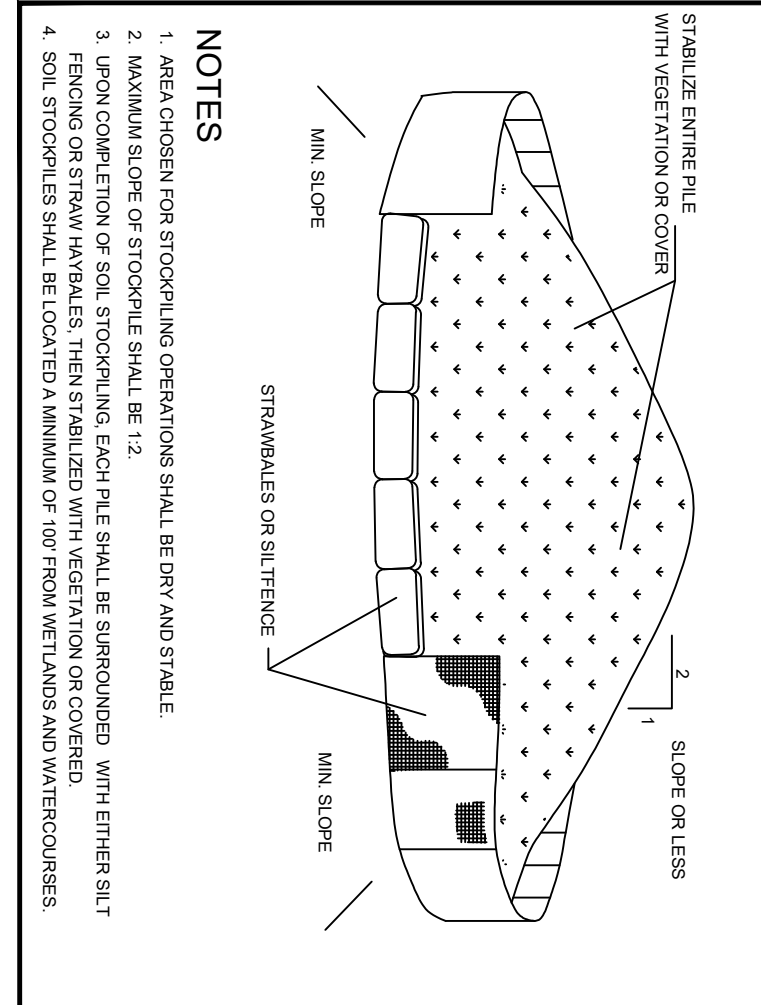 STABILIZE ENTIRE PILE
WITH VEGETATION OR COVER
2
1
SLOPE OR LESS
MIN. SLOPE
MIN. SLOPE
STRAWBALES OR SILTFENCE
NOTES
1. AREA CHOSEN FOR STOCKPILING OPERATIONS SHALL BE DRY AND STABLE.
2. MAXIMUM SLOPE OF STOCKPILE SHALL BE 1:2.
3. UPON COMPLETION OF SOIL STOCKPILING, EACH PILE SHALL BE SURROUNDED WITH EITHER SILT
FENCING OR STRAW HAYBALES, THEN STABILIZED WITH VEGETATION OR COVERED.
4. SOIL STOCKPILES SHALL BE LOCATED A MINIMUM OF 100' FROM WETLANDS AND WATERCOURSES.